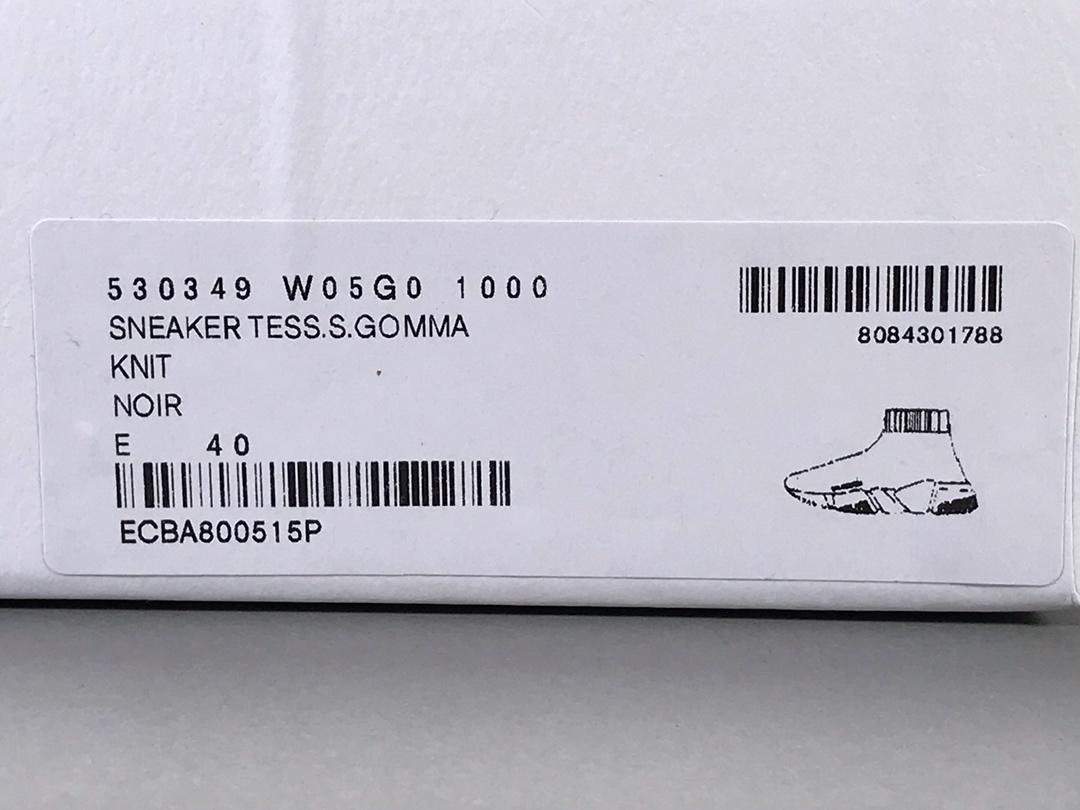 530349 W05G0 1000
SNEAKER TESS.S.GOMMA
KNIT
NOIR
E 40
ECBA800515P
8084301788